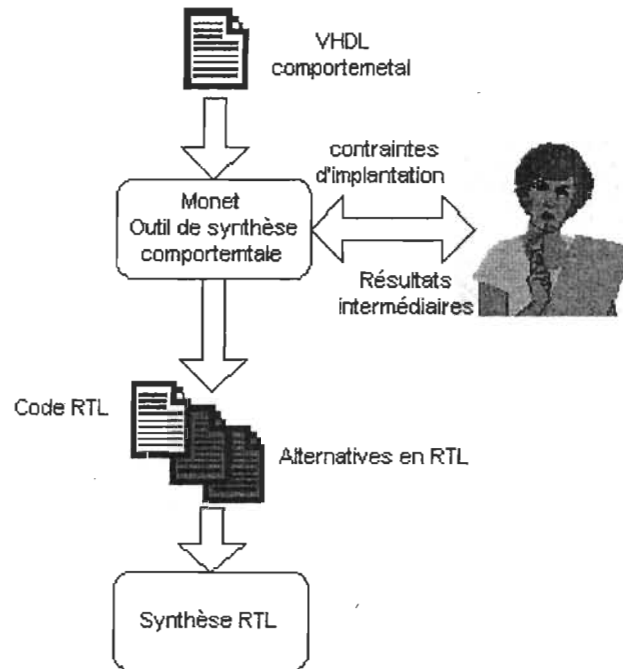 VHDL
comportemetal
contraintes
d'implantation
Monet
Outil de synthèse
comportemtale
Résultats
intermédiaires
Code RTL
Alternatives en RTL
Synthèse RTL